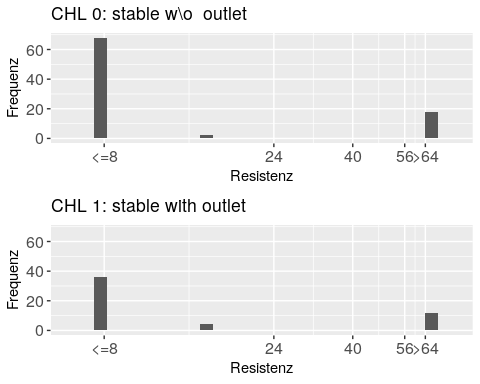 CHL 0: stable w\o  outlet
60
40
20
0
Frequenz
<=8 24 40 56 >64
Resistenz
CHL 1: stable with outlet
60
40
20
0
Frequenz
<=8 24 40 56 >64
Resistenz